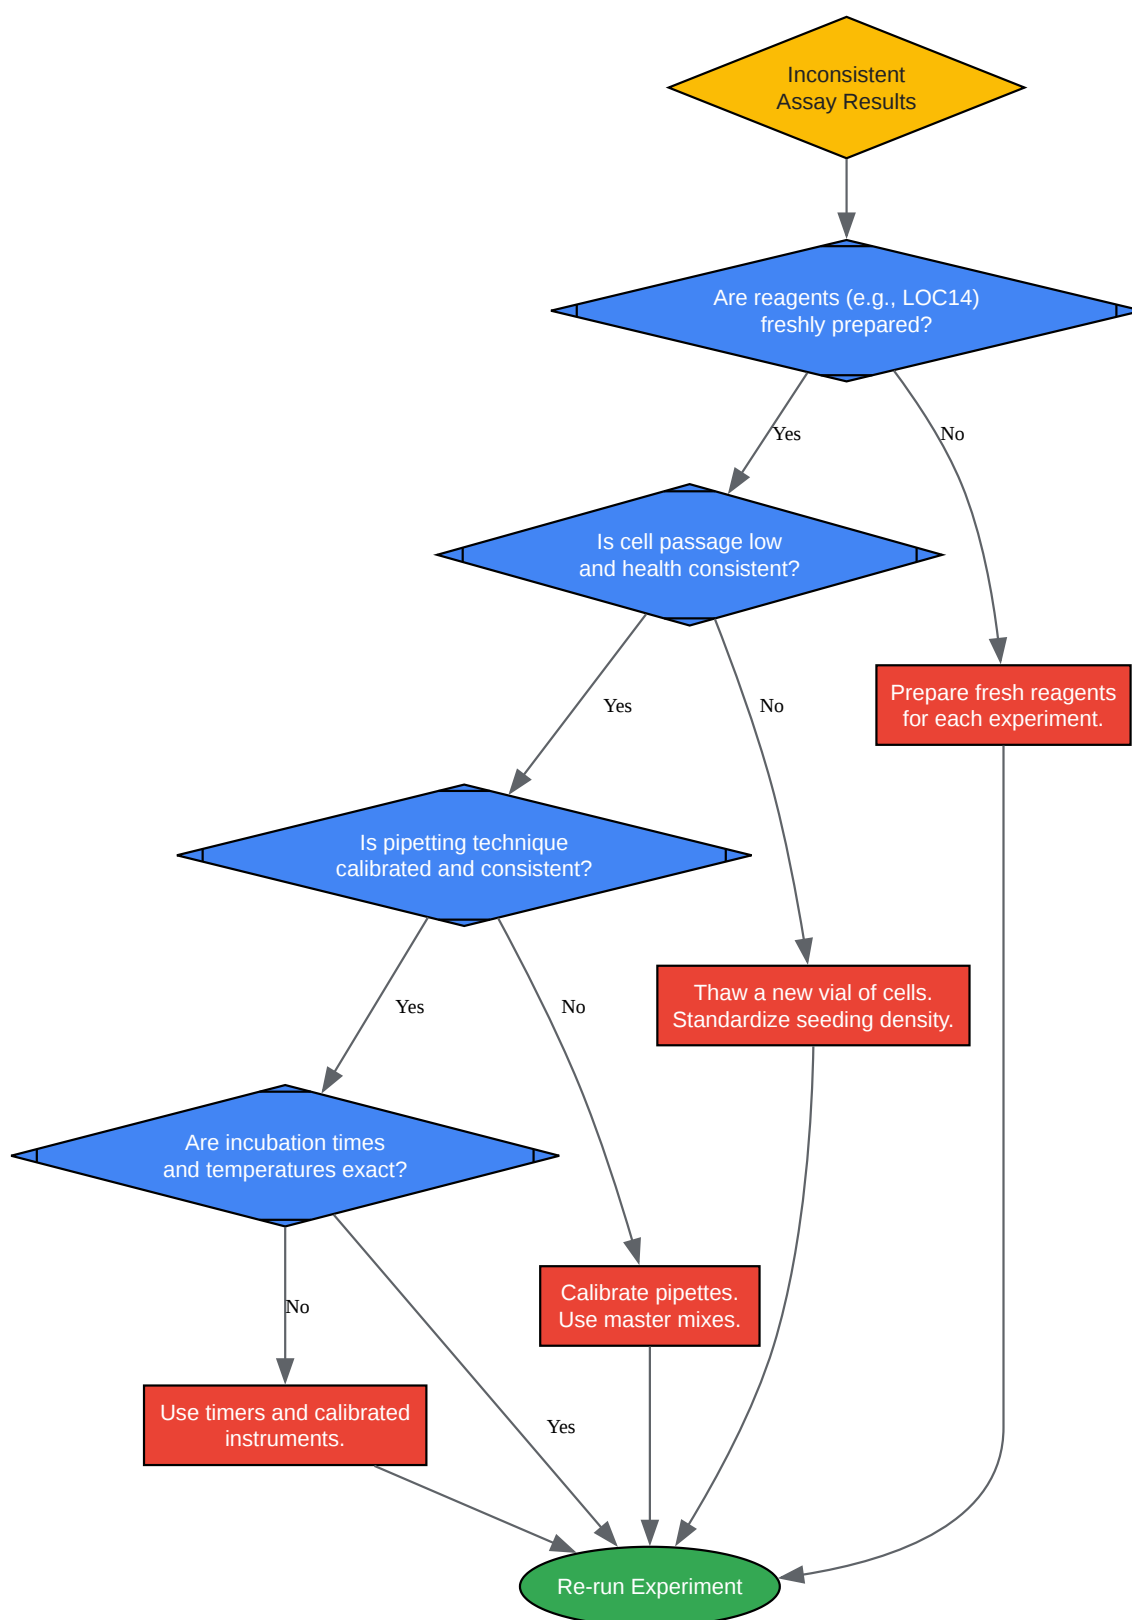 Inconsistent
Assay Results
Are reagents (e.g., LOC14)
freshly prepared?
Yes
No
Is cell passage low
and health consistent?
Yes
No
Prepare fresh reagents
for each experiment.
Is pipetting technique
calibrated and consistent?
Yes
No
Thaw a new vial of cells.
Standardize seeding density.
Are incubation times
and temperatures exact?
No
Yes
Calibrate pipettes.
Use master mixes.
Use timers and calibrated
instruments.
Re-run Experiment